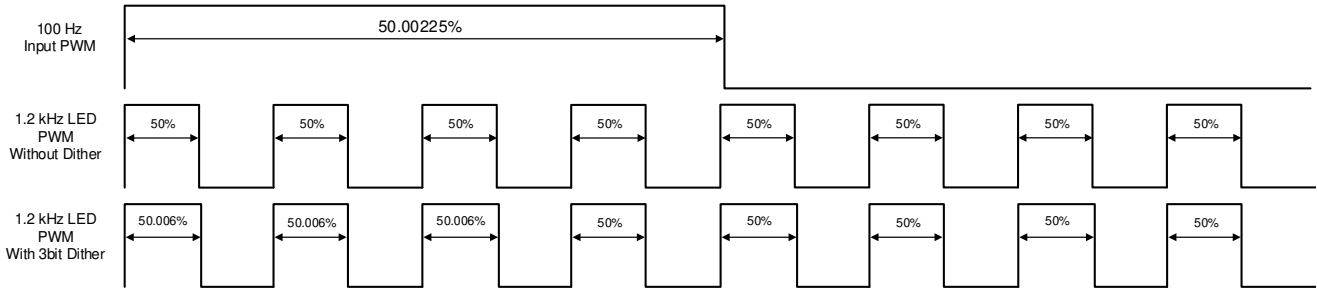 100 Hz
Input PWM
50.00225%
1.2 kHz LED
PWM
Without Dither
50% 50% 50% 50% 50% 50% 50% 50%
1.2 kHz LED
PWM
With 3bit Dither
50.006% 50.006% 50.006% 50% 50% 50% 50% 50%